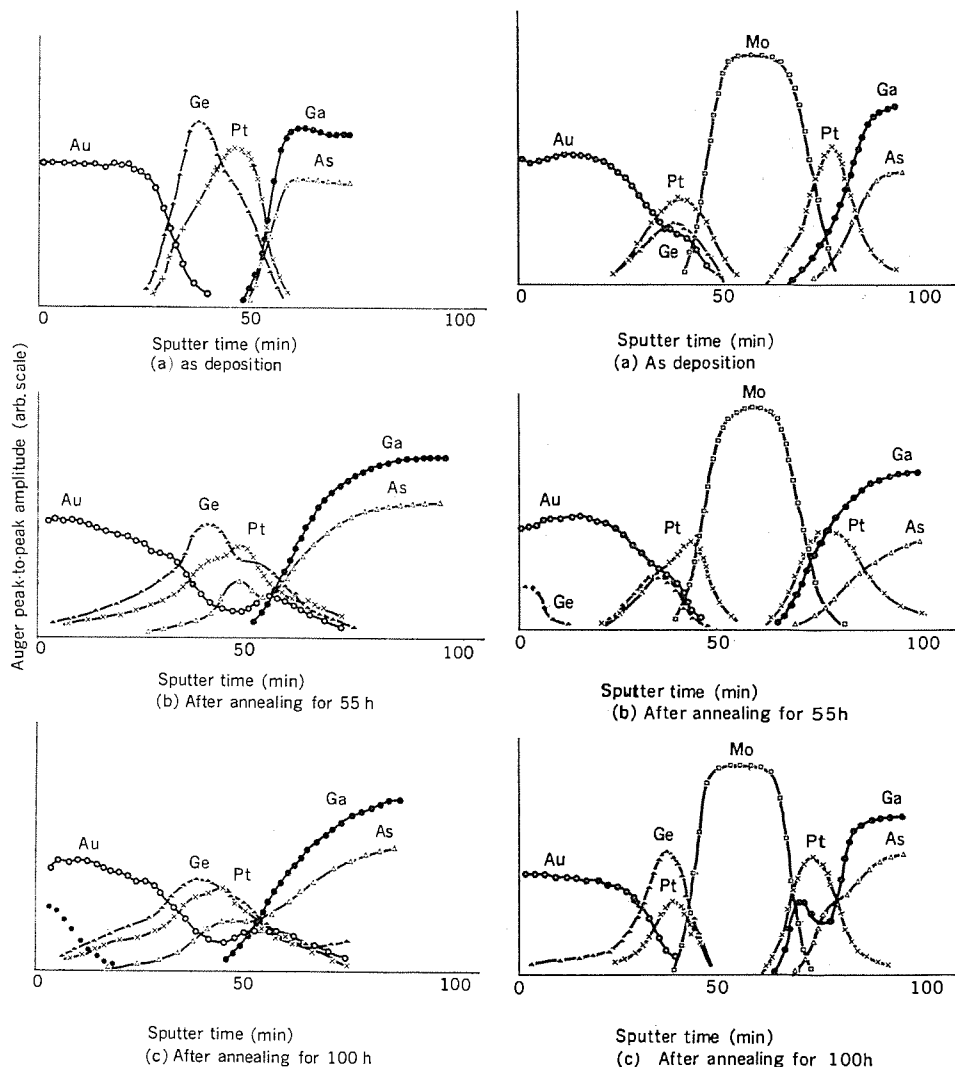 Auger peak-to-peak amplitude (arb. scale)
Au
Ge
Pt
Ga
As
0
50
100
Sputter time (min)
(a) as deposition
Au
Ge
Pt
Ga
As
0
50
100
Sputter time (min)
(b) After annealing for 55 h
Au
Ge
Pt
Ga
As
0
50
100
Sputter time (min)
(c) After annealing for 100 h
Au
Pt
Ge
Mo
Pt
Ga
As
0
50
100
Sputter time (min)
(a) As deposition
Au
Ge
Pt
Mo
Ga
Pt
As
0
50
100
Sputter time (min)
(b) After annealing for 55h
Au
Ge
Pt
Mo
Pt
Ga
As
0
50
100
Sputter time (min)
(c) After annealing for 100h